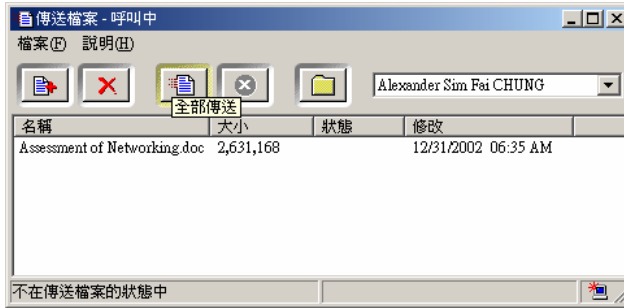 傳送檔案 - 呼叫中
檔案(F) 說明(H)
Alexander Sim Fai CHUNG
全部傳送
名稱 大小 狀態 修改
Assessment of Networking.doc 2,631,168 12/31/2002 06:35 AM
不在傳送檔案的狀態中